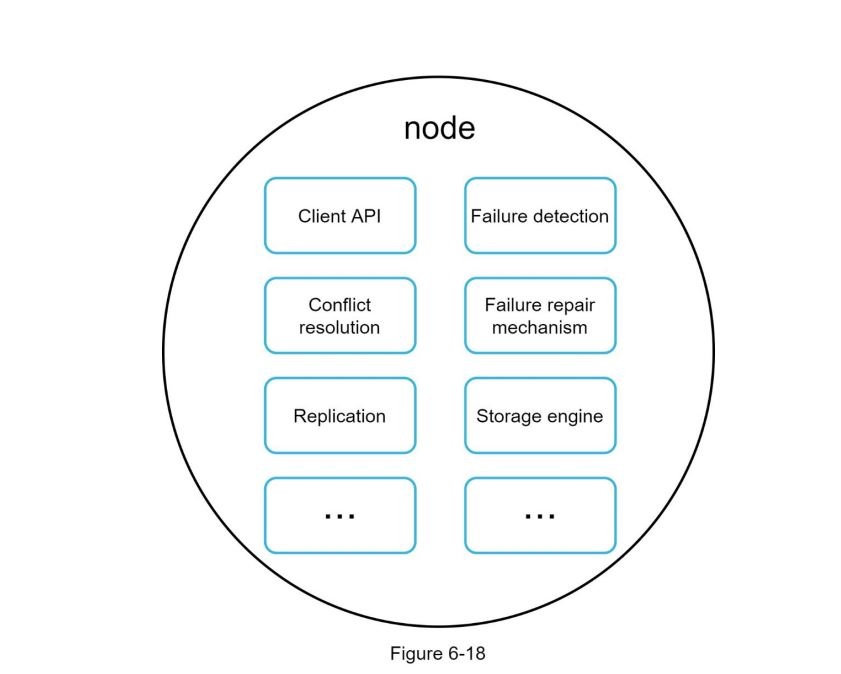 node
Client API
Failure detection
Conflict
resolution
Failure repair
mechanism
Replication
Storage engine
...
...
Figure 6-18